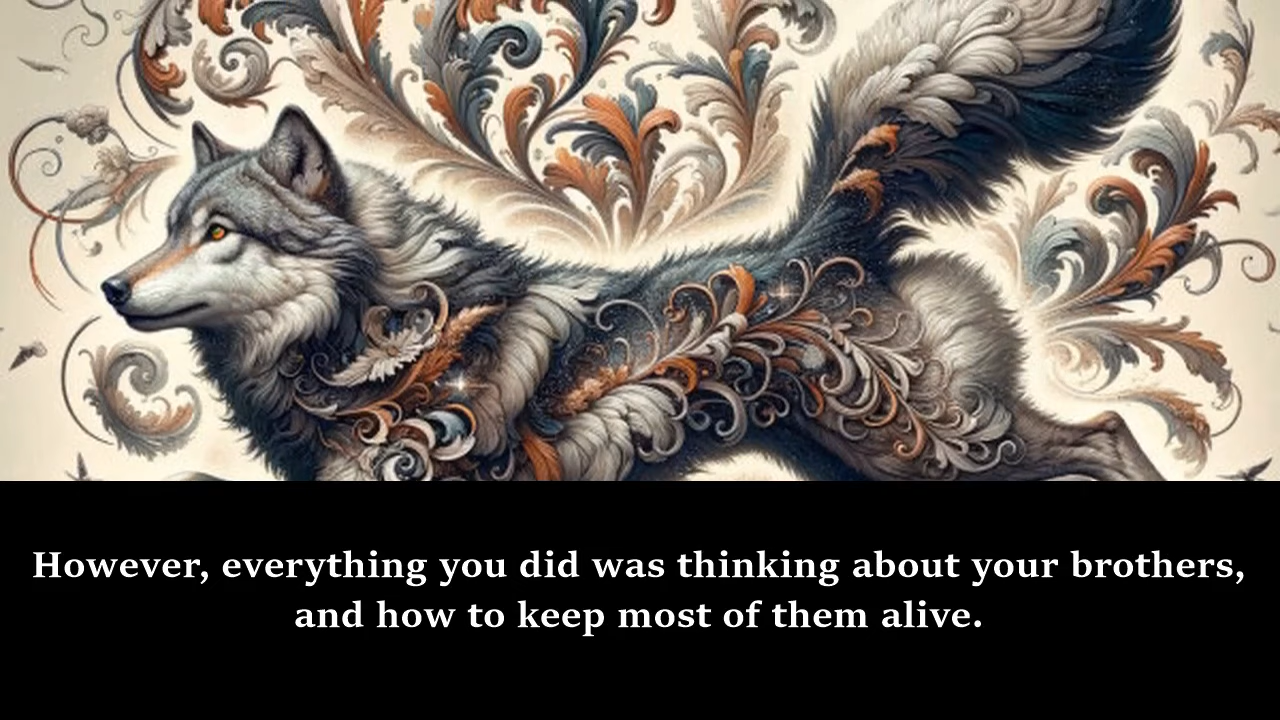 However, everything you did was thinking about your brothers,
and how to keep most of them alive.